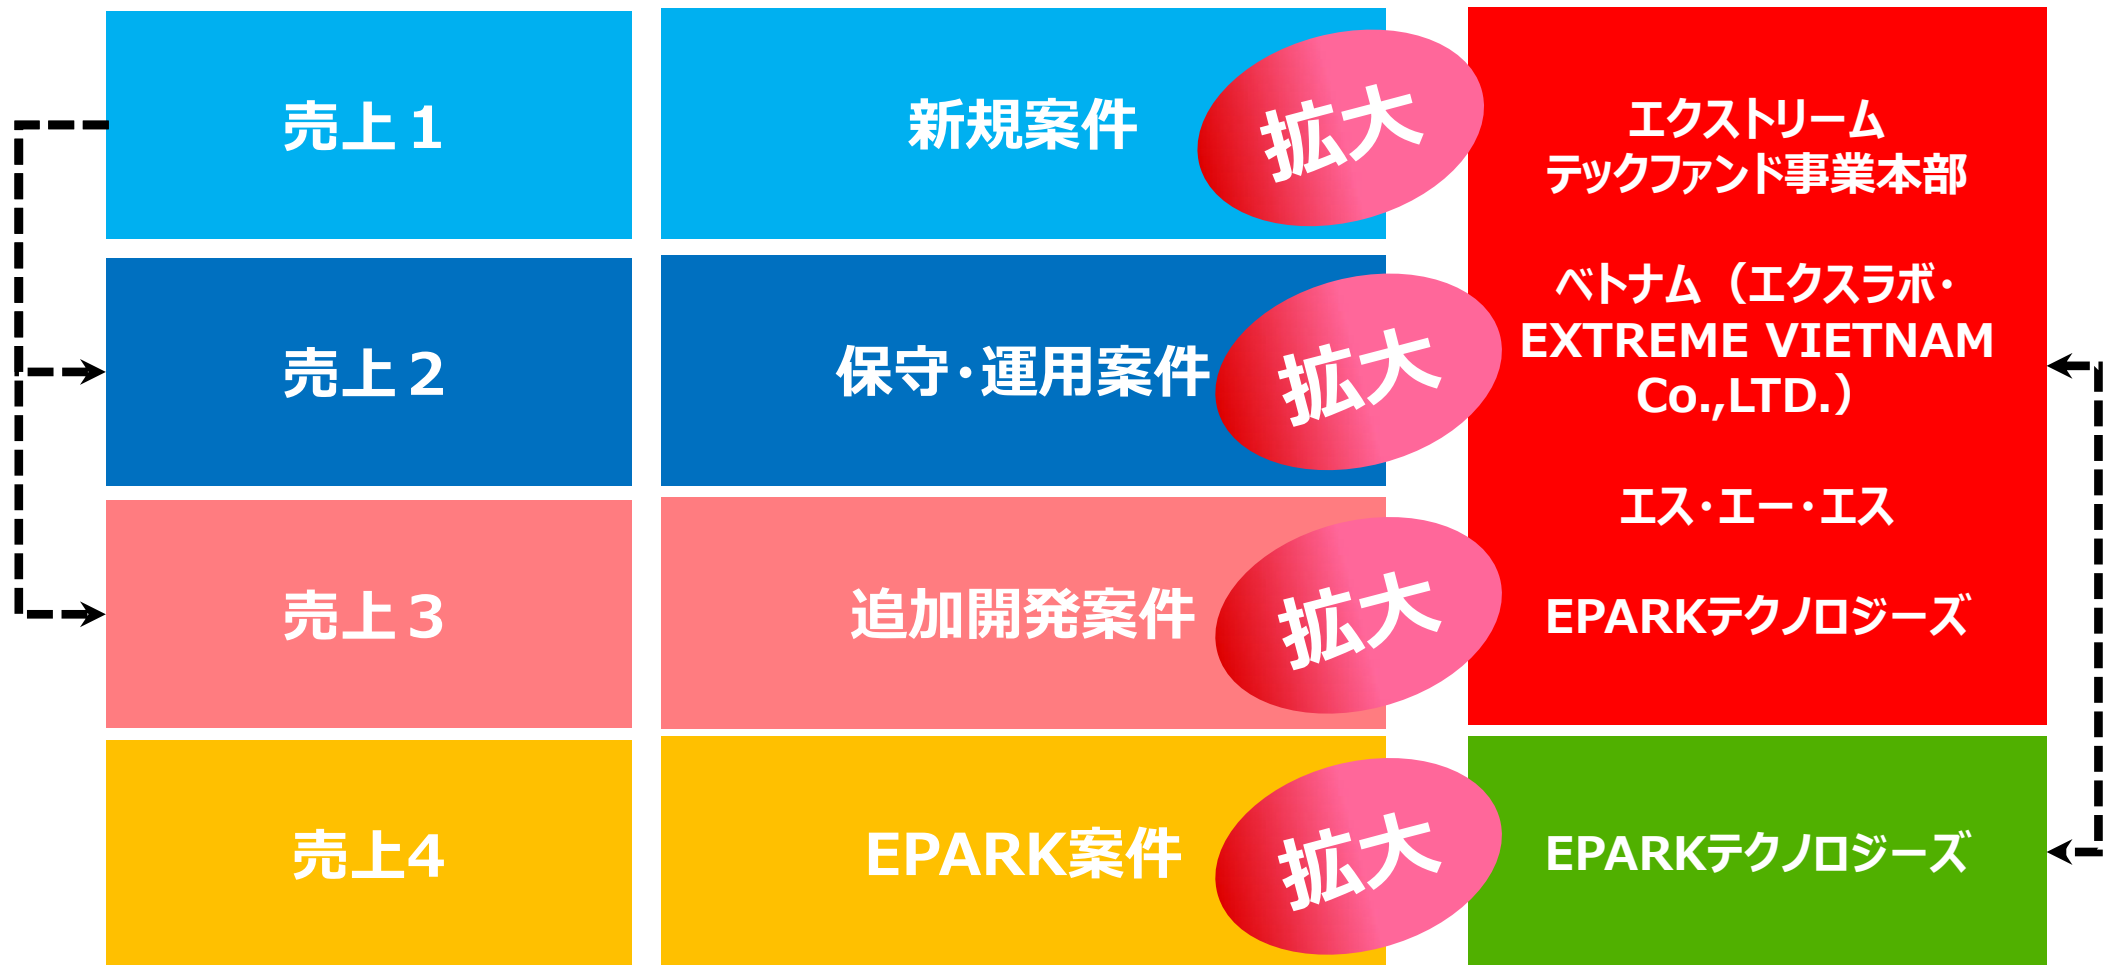 売上１
新規案件
拡大
エクストリーム
テックファンド事業本部
ベトナム（エクスラボ・
EXTREME VIETNAM
Co.,LTD.）
エス・エー・エス
EPARKテクノロジーズ
売上２
保守・運用案件
拡大
売上３
追加開発案件
拡大
売上4
EPARK案件
拡大
EPARKテクノロジーズ